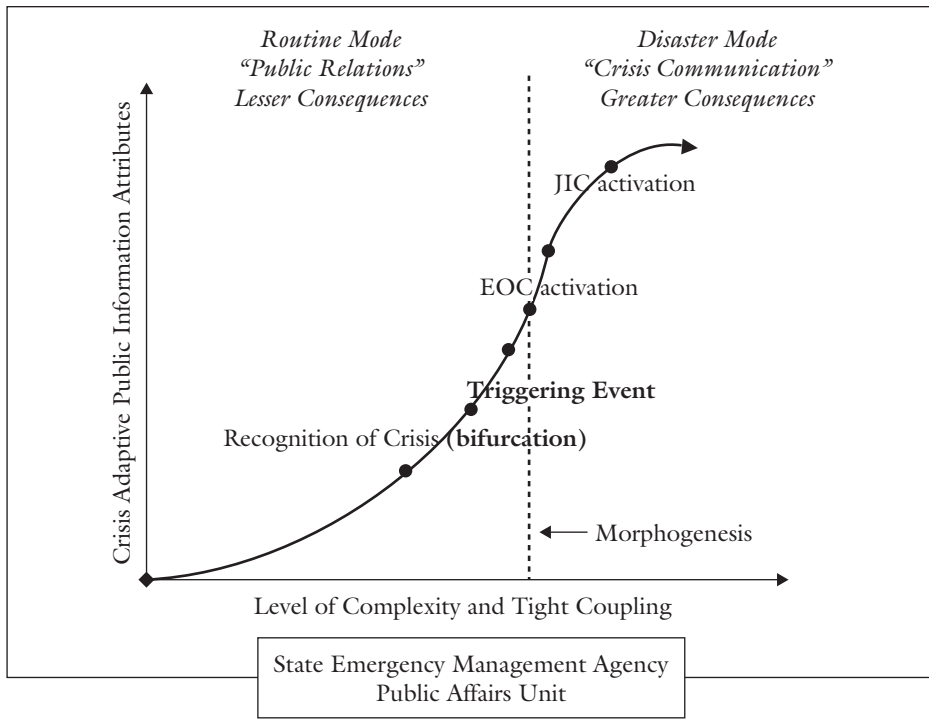 Routine Mode
“Public Relations”
Lesser Consequences
Disaster Mode
“Crisis Communication”
Greater Consequences
Crisis Adaptive Public Information Attributes
JIC activation
EOC activation
Triggering Event
Recognition of Crisis (bifurcation)
Morphogenesis
Level of Complexity and Tight Coupling
State Emergency Management Agency
Public Affairs Unit